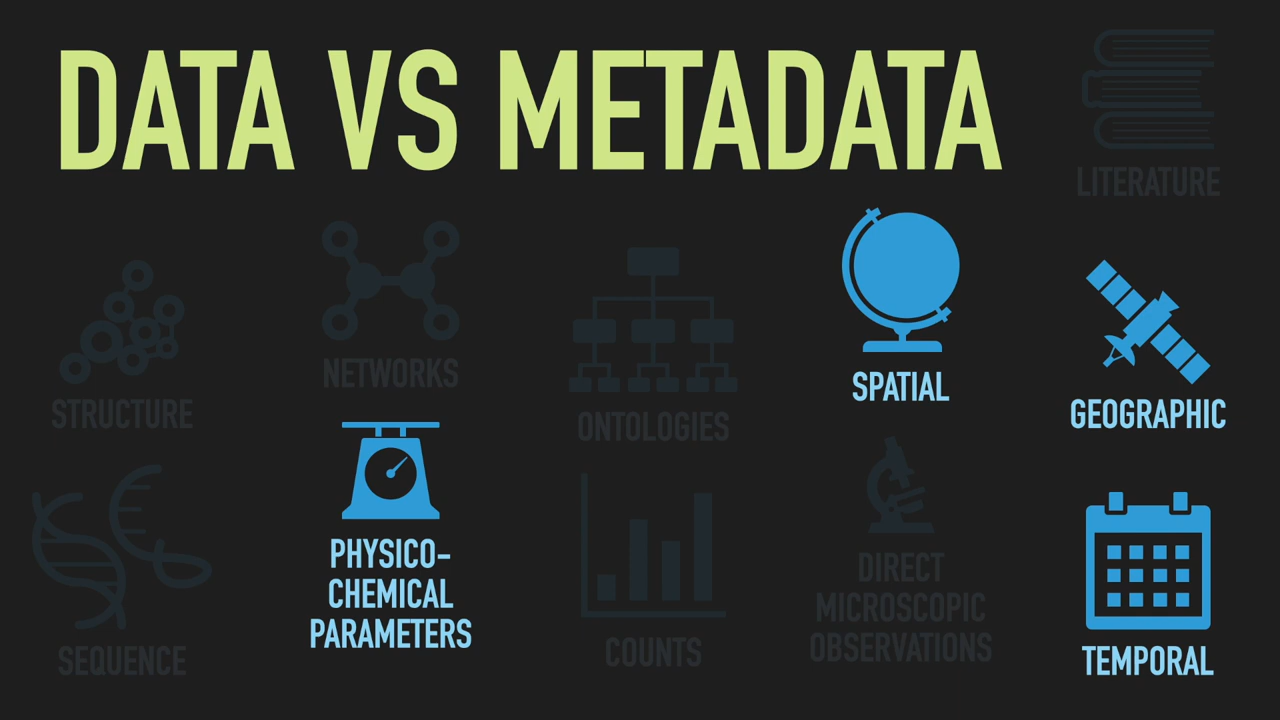 DATA VS METADATA
LITERATURE
NETWORKS
SPATIAL
STRUCTURE
ONTOLOGIES
GEOGRAPHIC
PHYSICO-
CHEMICAL
PARAMETERS
DIRECT
MICROSCOPIC
OBSERVATIONS
SEQUENCE
COUNTS
TEMPORAL